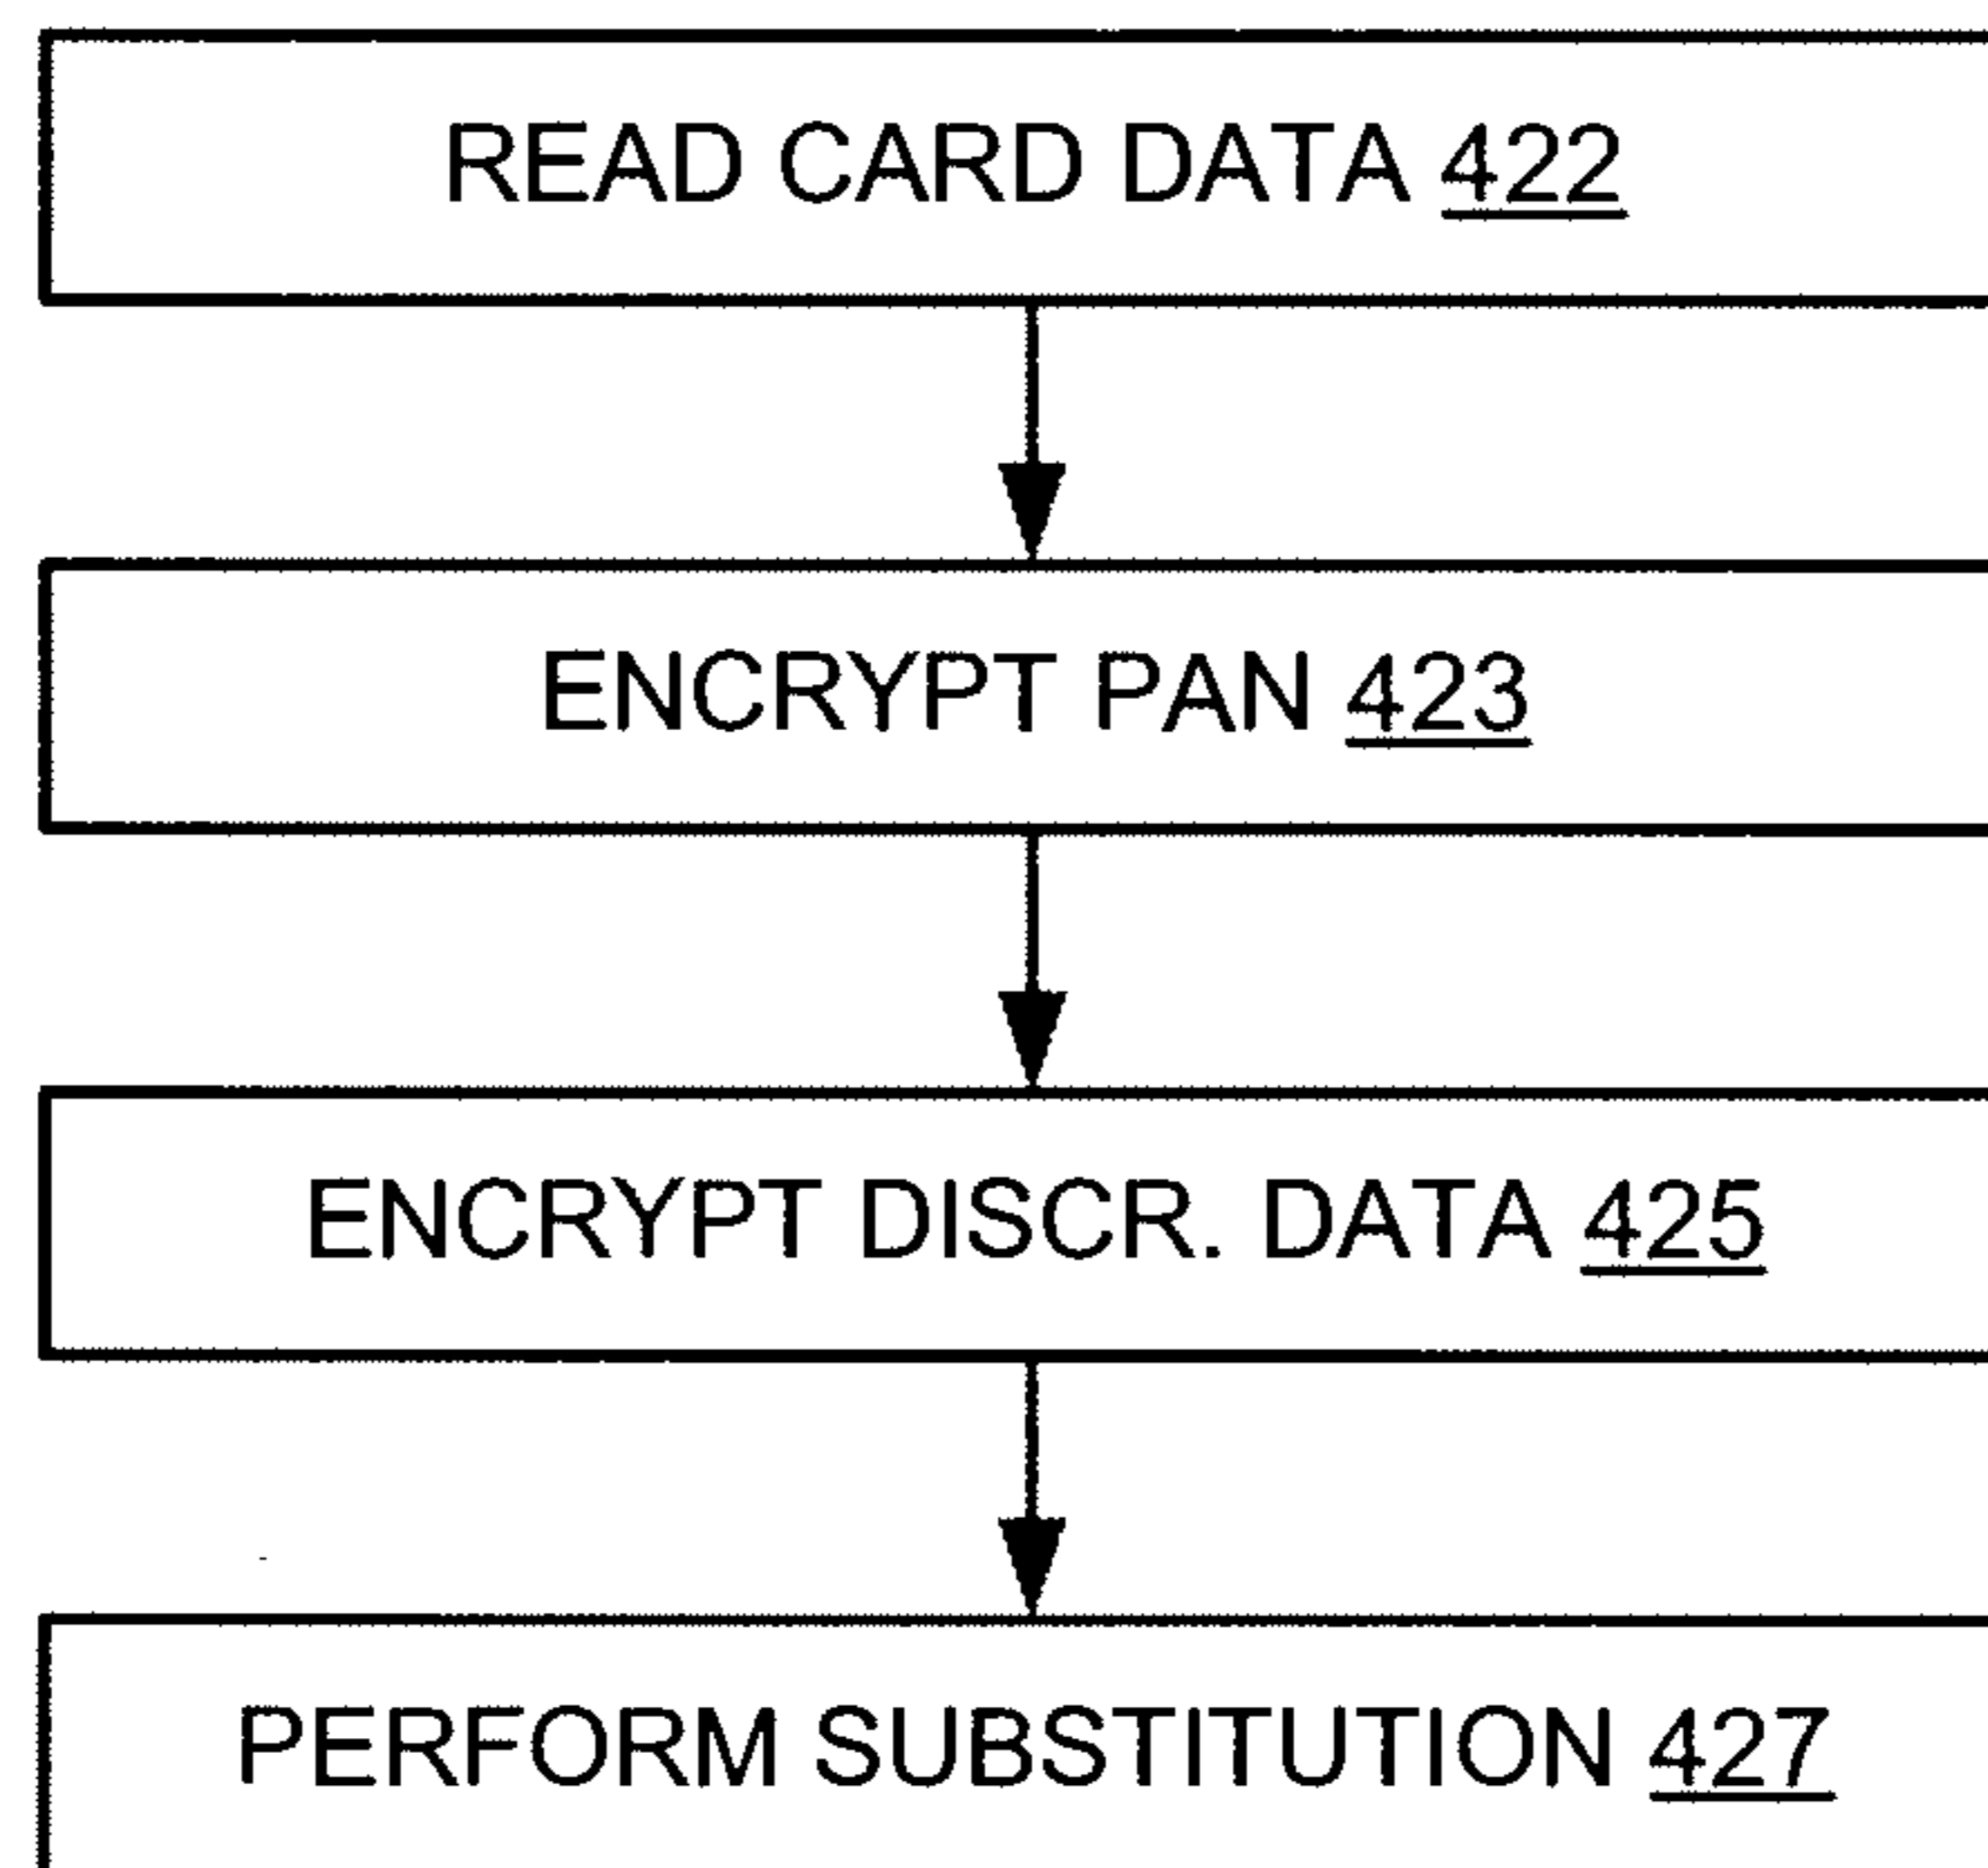 READ CARD DATA 422
ENCRYPT PAN 423
ENCRYPT DISCR. DATA 425
PERFORM SUBSTITUTION 427